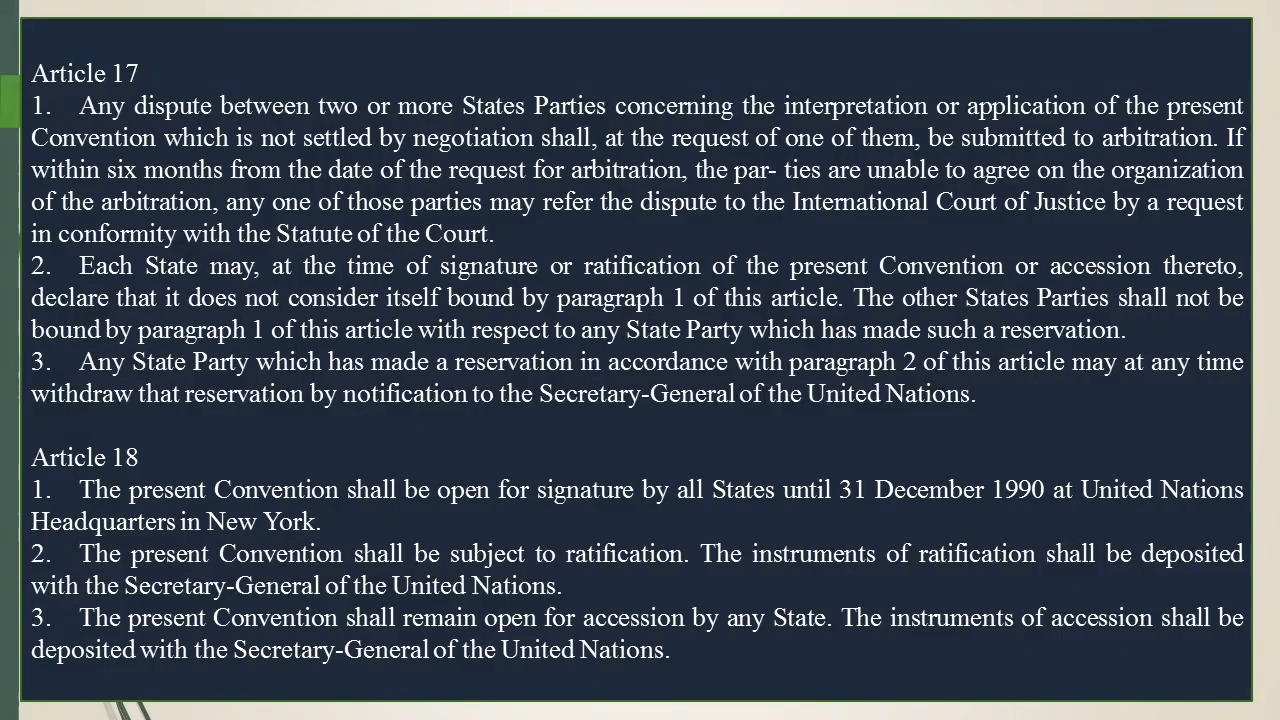 Article 17
1. Any dispute between two or more States Parties concerning the interpretation or application of the present
Convention which is not settled by negotiation shall, at the request of one of them, be submitted to arbitration. If
within six months from the date of the request for arbitration, the par- ties are unable to agree on the organization
of the arbitration, any one of those parties may refer the dispute to the International Court of Justice by a request
in conformity with the Statute of the Court.
2. Each State may, at the time of signature or ratification of the present Convention or accession thereto,
declare that it does not consider itself bound by paragraph 1 of this article. The other States Parties shall not be
bound by paragraph 1 of this article with respect to any State Party which has made such a reservation.
3. Any State Party which has made a reservation in accordance with paragraph 2 of this article may at any time
withdraw that reservation by notification to the Secretary-General of the United Nations.
Article 18
1. The present Convention shall be open for signature by all States until 31 December 1990 at United Nations
Headquarters in New York.
2. The present Convention shall be subject to ratification. The instruments of ratification shall be deposited
with the Secretary-General of the United Nations.
3. The present Convention shall remain open for accession by any State. The instruments of accession shall be
deposited with the Secretary-General of the United Nations.